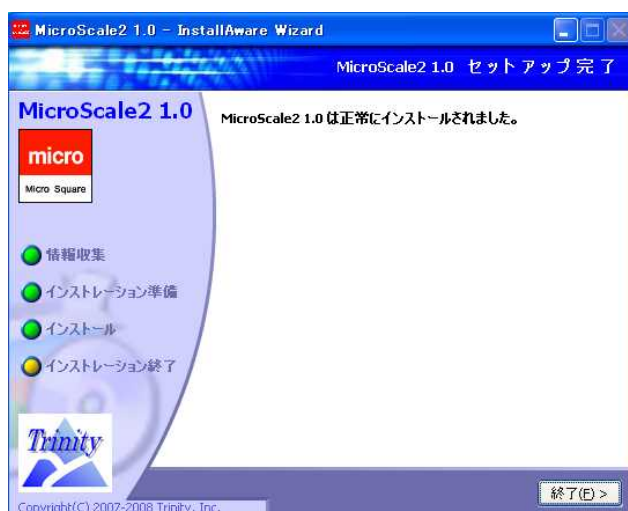 MicroScale2 1.0 - InstallAware Wizard
MicroScale2 1.0 セットアップ完了
MicroScale2 1.0
MicroScale2 1.0 は正常にインストールされました。
micro
Micro Square
情報収集
インストレーション準備
インストール
インストレーション終了
Trinity
終了(F) >
Copyright(C) 2007-2008 Trinity, Inc.